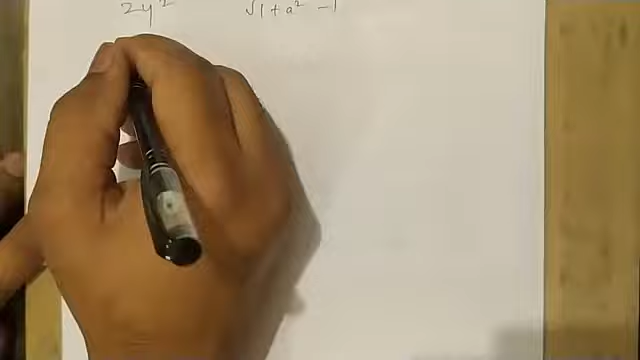 2y² √1 + a² - 1